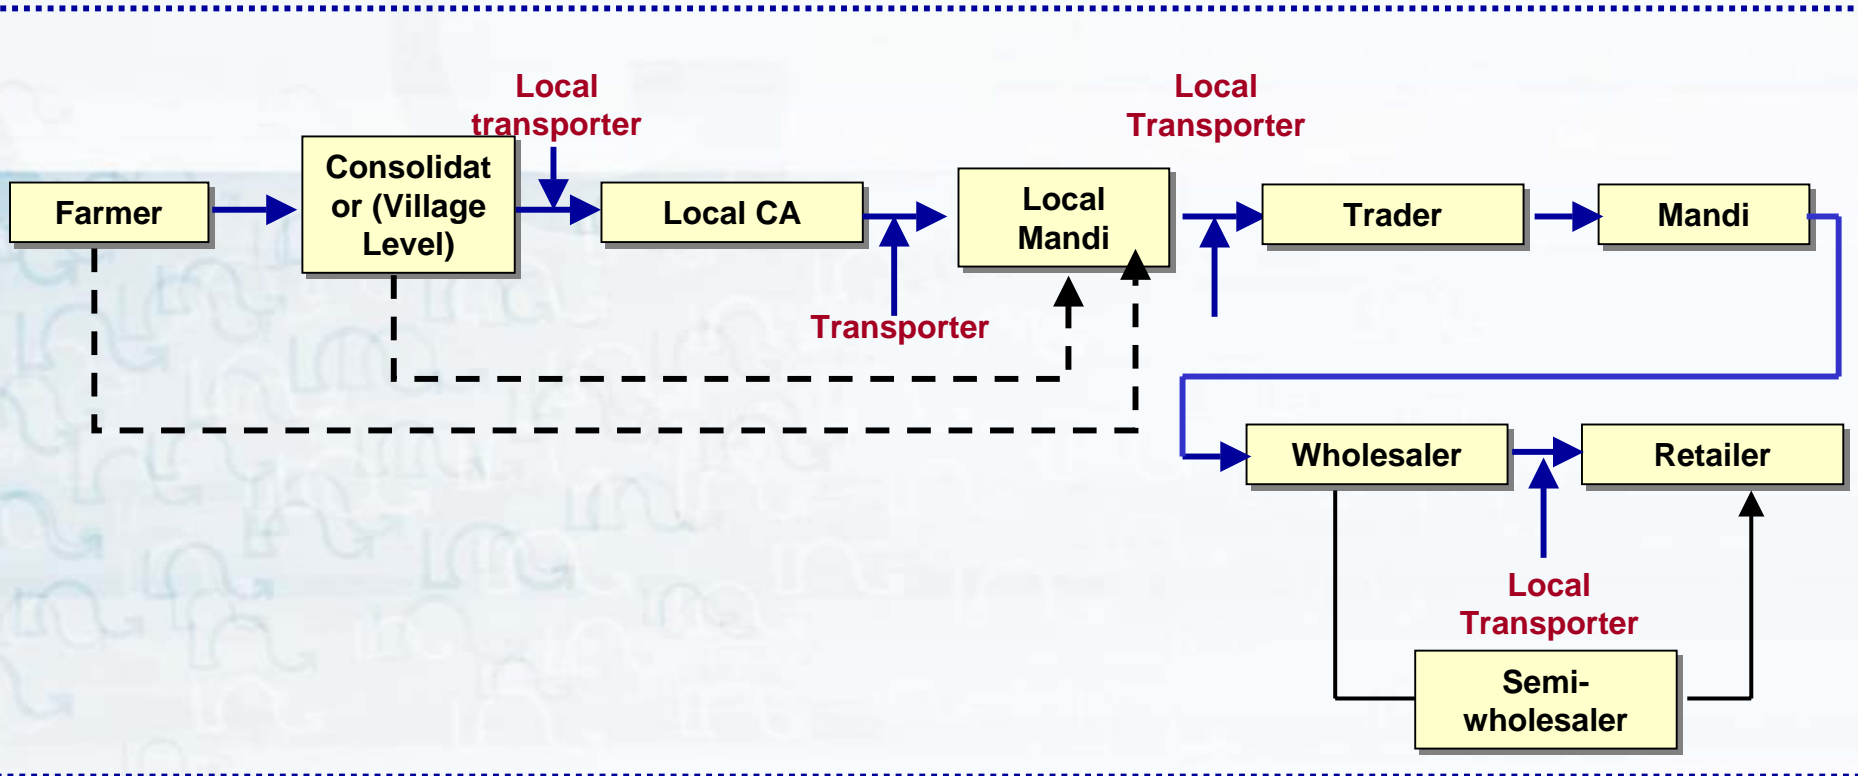 Local
transporter
Local
Transporter
Farmer
Consolidat
or (Village
Level)
Local CA
Local
Mandi
Trader
Mandi
Transporter
Wholesaler
Retailer
Local
Transporter
Semi-
wholesaler